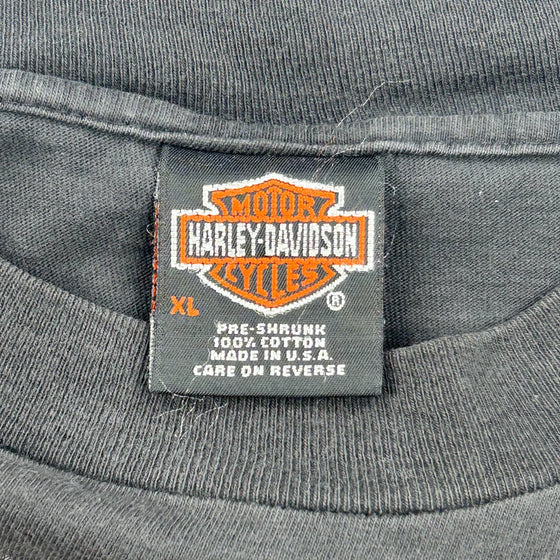 MOTOR
HARLEY-DAVIDSON
CYCLES
XL ®
PRE-SHRUNK
100% COTTON
MADE IN U.S.A.
CARE ON REVERSE